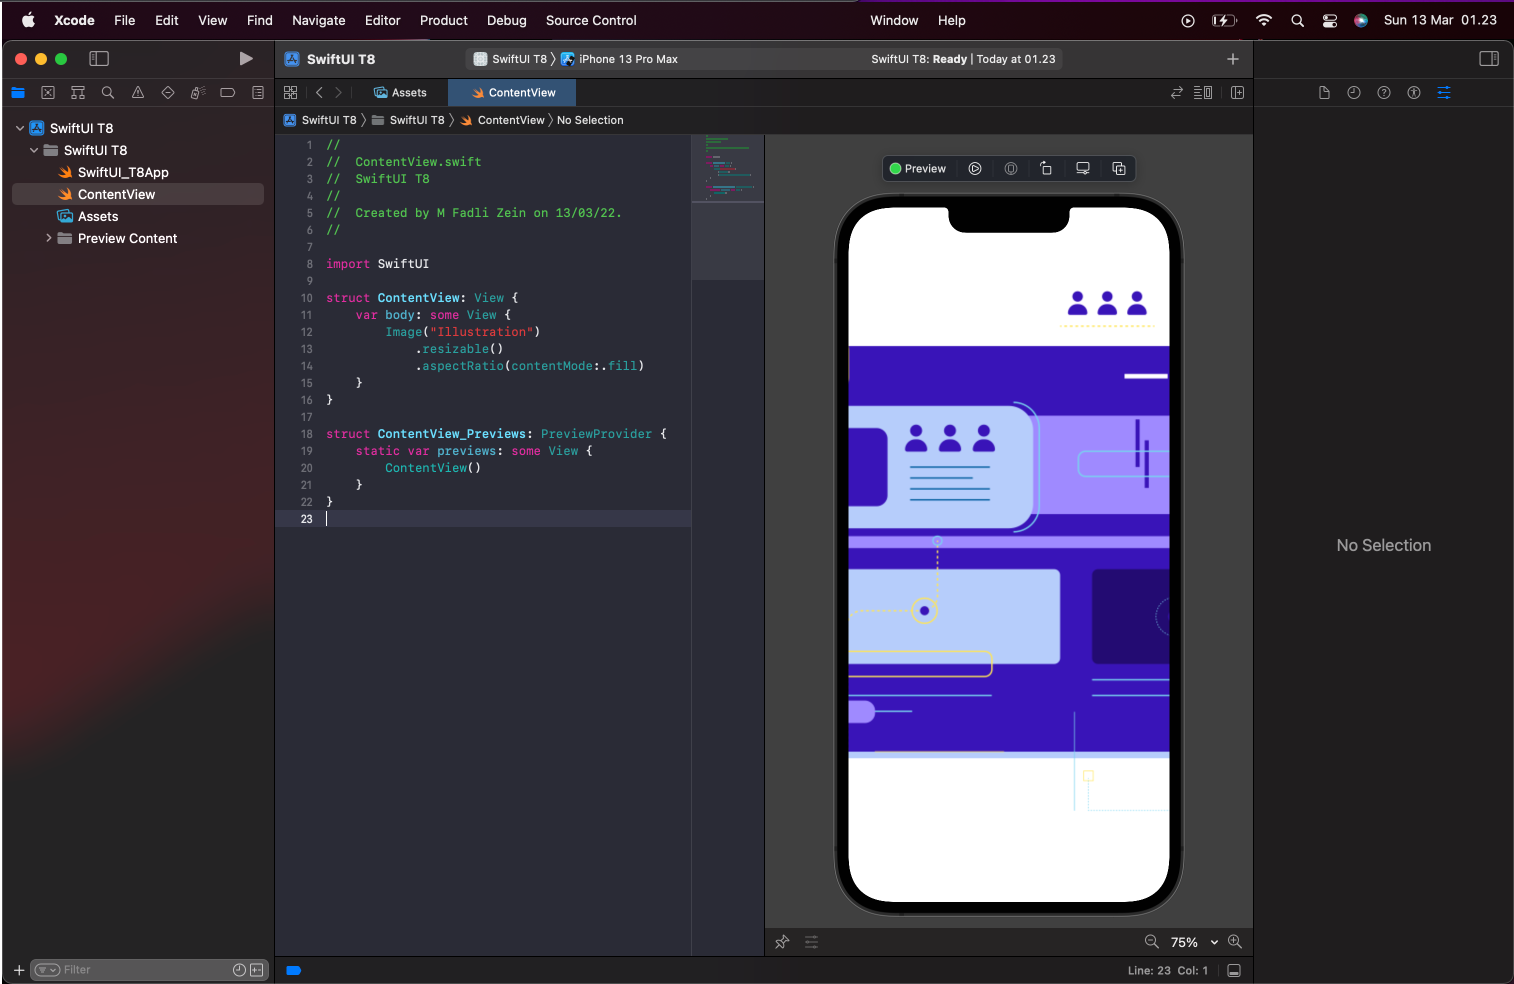 Xcode File Edit View Find Navigate Editor Product Debug Source Control Window Help Sun 13 Mar 01.23
SwiftUI T8 SwiftUI T8 iPhone 13 Pro Max SwiftUI T8: Ready | Today at 01.23
Assets ContentView
SwiftUI T8 SwiftUI T8 ContentView No Selection
SwiftUI T8
SwiftUI T8
SwiftUI_T8App
ContentView
Assets
Preview Content
1 //
2 // ContentView.swift
3 // SwiftUI T8
4 //
5 // Created by M Fadli Zein on 13/03/22.
6 //
7
8 import SwiftUI
9
10 struct ContentView: View {
11 var body: some View {
12 Image("Illustration")
13 .resizable()
14 .aspectRatio(contentMode:.fill)
15 }
16 }
17
18 struct ContentView_Previews: PreviewProvider {
19 static var previews: some View {
20 ContentView()
21 }
22 }
23
Preview
No Selection
75%
Filter
Line: 23 Col: 1